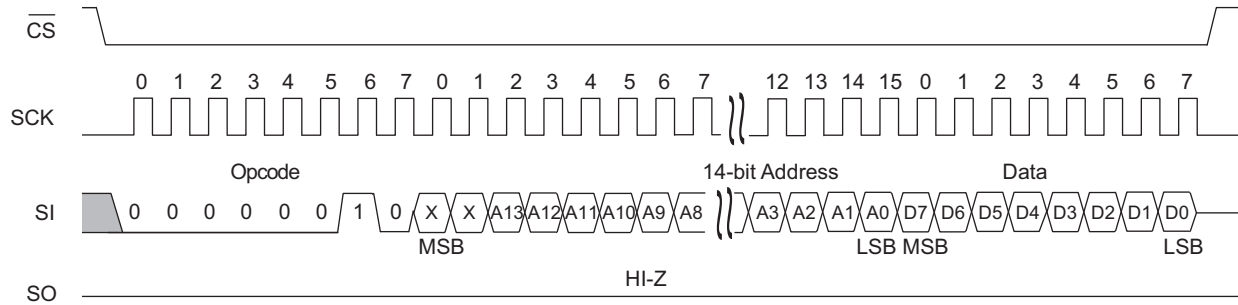 CS
0 1 2 3 4 5 6 7 0 1 2 3 4 5 6 7 12 13 14 15 0 1 2 3 4 5 6 7
SCK
Opcode 14-bit Address Data
SI 0 0 0 0 0 0 1 0 X X A13 A12 A11 A10 A9 A8 A3 A2 A1 A0 D7 D6 D5 D4 D3 D2 D1 D0
MSB LSB MSB LSB
HI-Z
SO